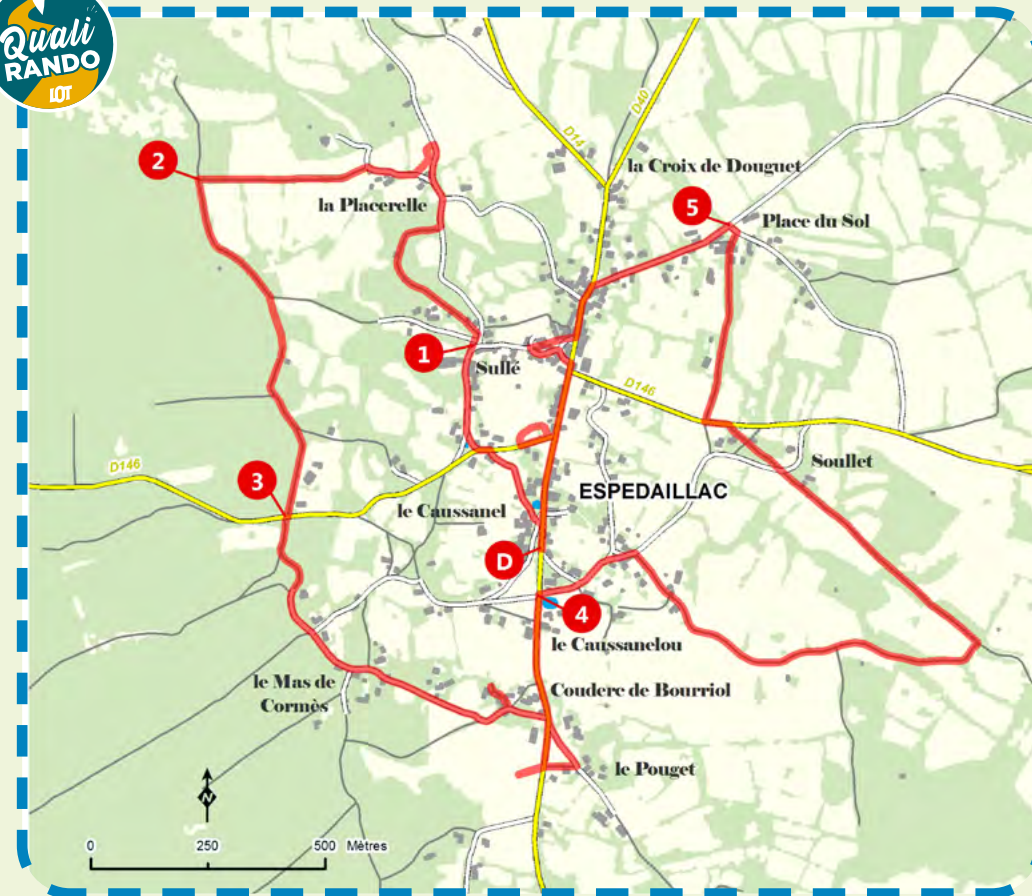 Quali
RANDO
LOT
D14
D40
la Croix de Douguet
2
5
Place du Sol
la Placerelle
1
Sullé
D146
Soullet
D146
3
ESPEDAILLAC
le Caussanel
D
4
le Caussanelou
le Mas de
Cormès
Couderc de Bourriol
le Pouget
N
0 250 500 Mètres